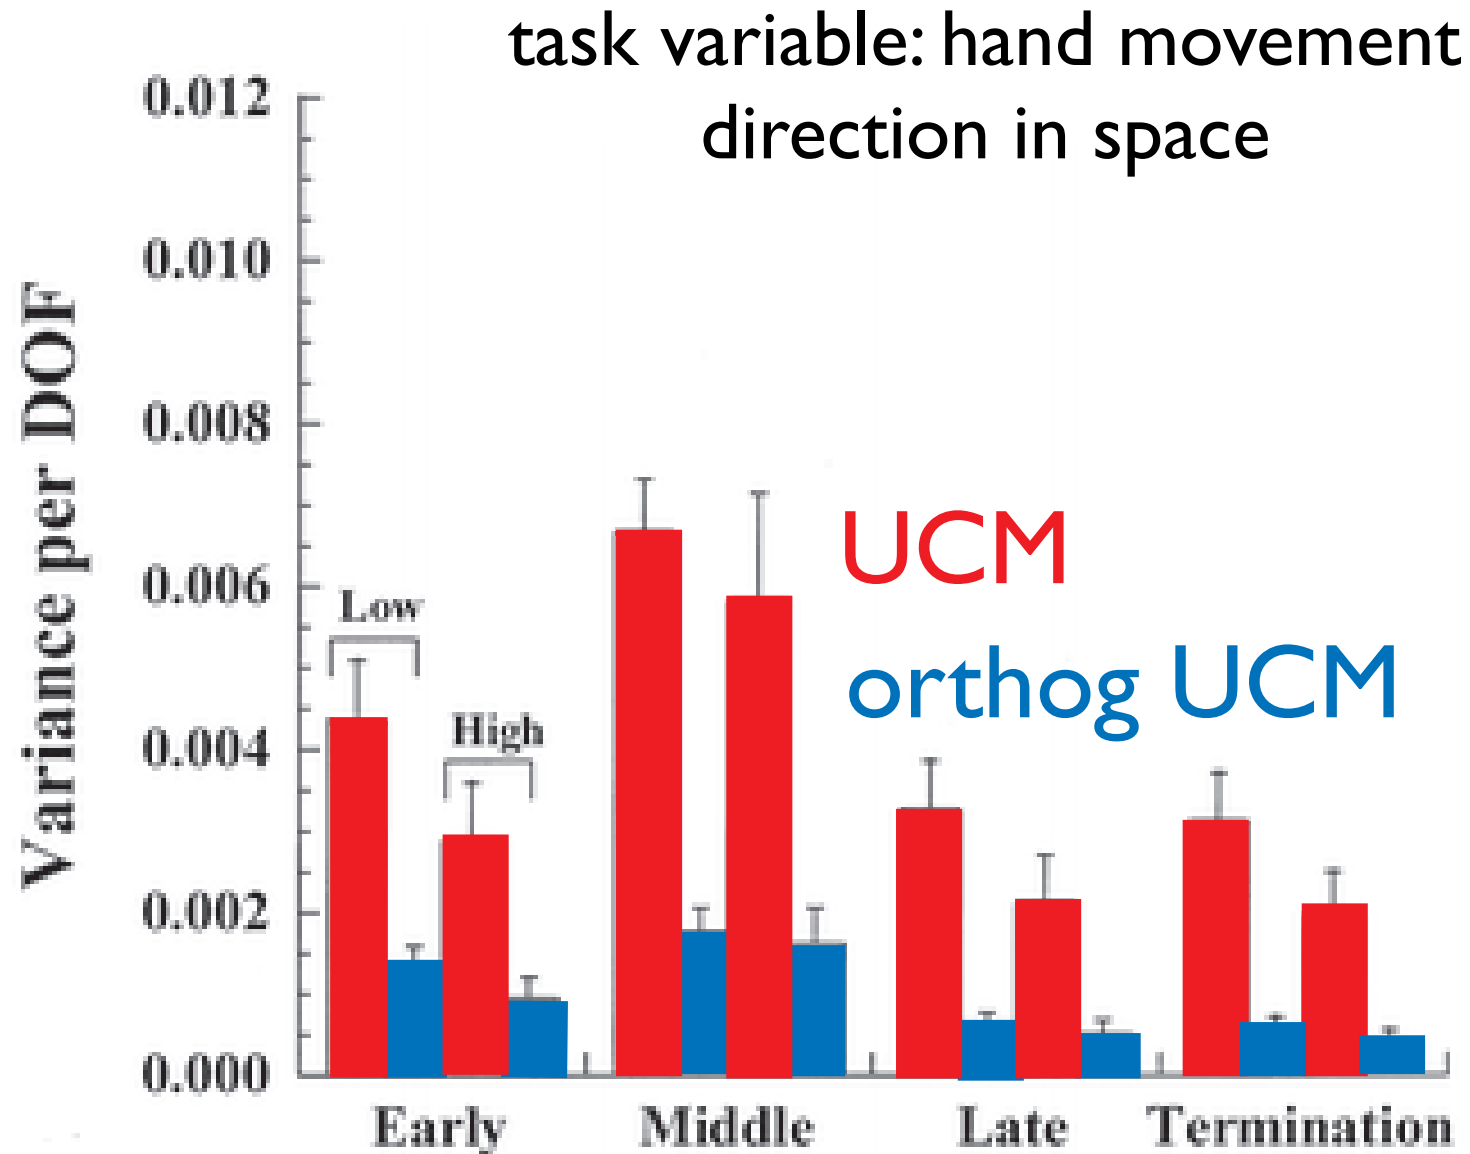 task variable: hand movement
direction in space
0.012
0.010
0.008
0.006
0.004
0.002
0.000
Variance per DOF
Low
High
UCM
orthog UCM
Early Middle Late Termination